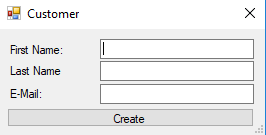 Customer
First Name:
Last Name
E-Mail:
Create